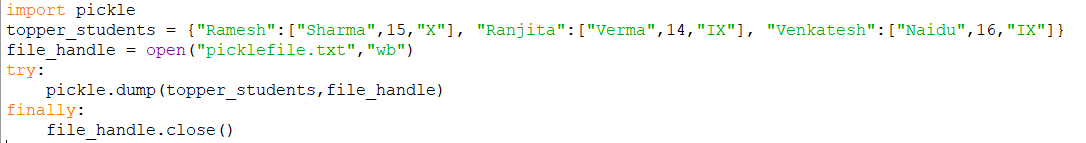 import pickle
topper_students = {"Ramesh":["Sharma",15,"X"], "Ranjita":["Verma",14,"IX"], "Venkatesh":["Naidu",16,"IX"]}
file_handle = open("picklefile.txt","wb")
try:
    pickle.dump(topper_students,file_handle)
finally:
    file_handle.close()